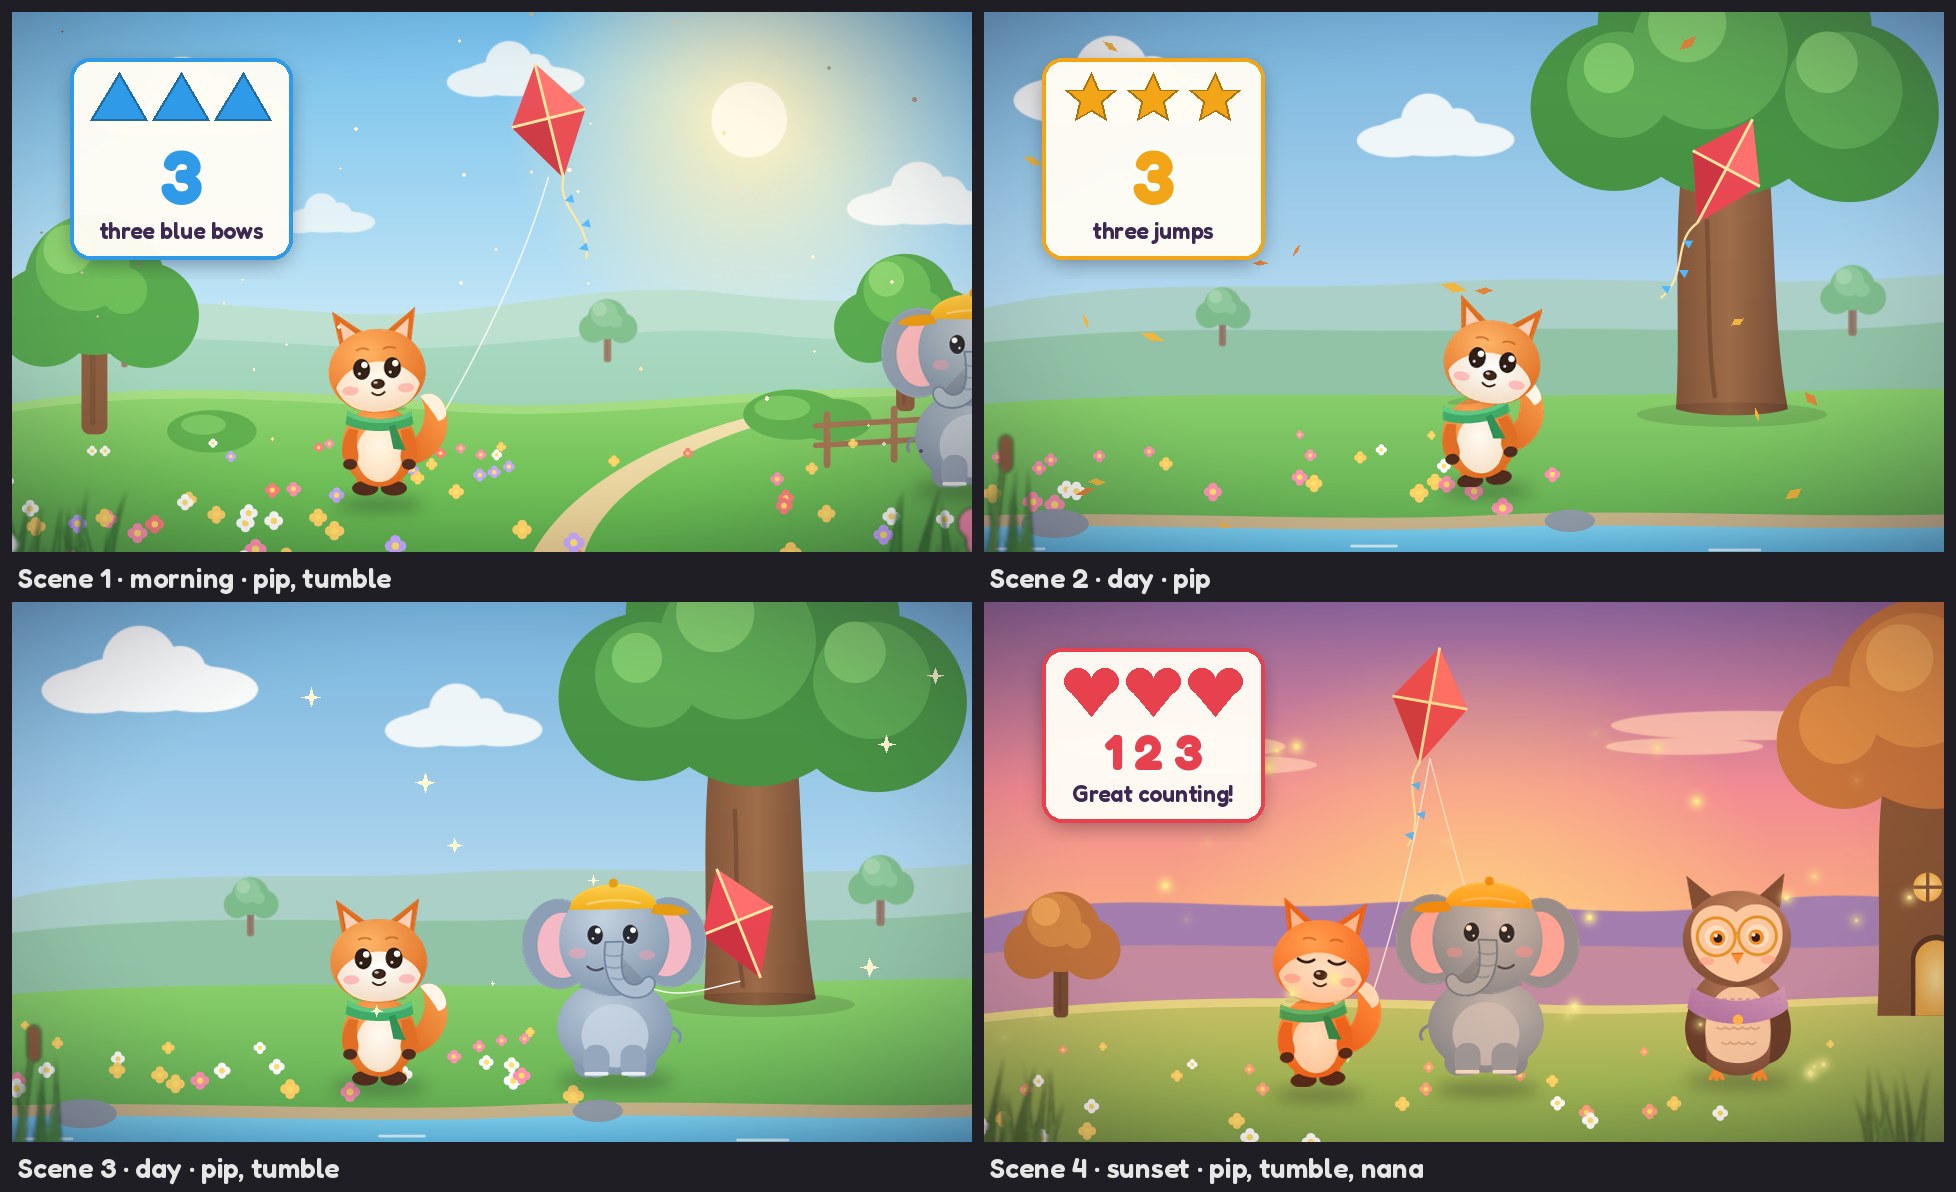 3
three blue bows
Scene 1 · morning · pip, tumble
3
three jumps
Scene 2 · day · pip
Scene 3 · day · pip, tumble
1 2 3
Great counting!
Scene 4 · sunset · pip, tumble, nana